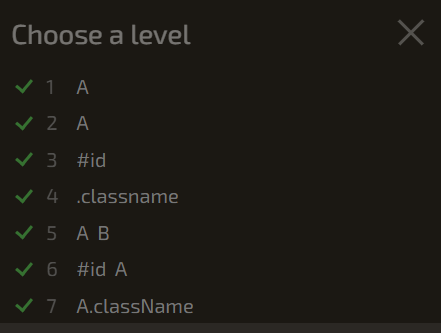 Choose a level
1 A
2 A
3 #id
4 .classname
5 A B
6 #id A
7 A.className